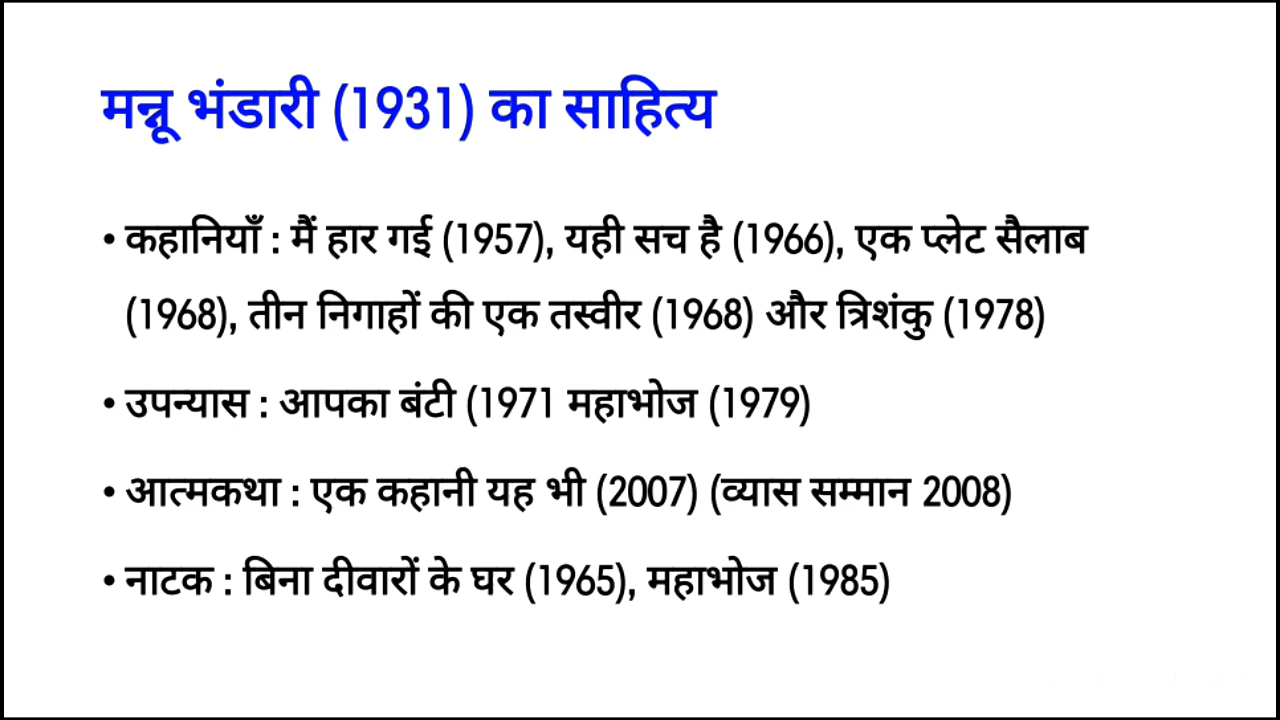 मन्नू भंडारी (1931) का साहित्य
• कहानियाँ : मैं हार गई (1957), यही सच है (1966), एक प्लेट सैलाब
(1968), तीन निगाहों की एक तस्वीर (1968) और त्रिशंकु (1978)
• उपन्यास : आपका बंटी (1971 महाभोज (1979)
• आत्मकथा : एक कहानी यह भी (2007) (व्यास सम्मान 2008)
• नाटक : बिना दीवारों के घर (1965), महाभोज (1985)